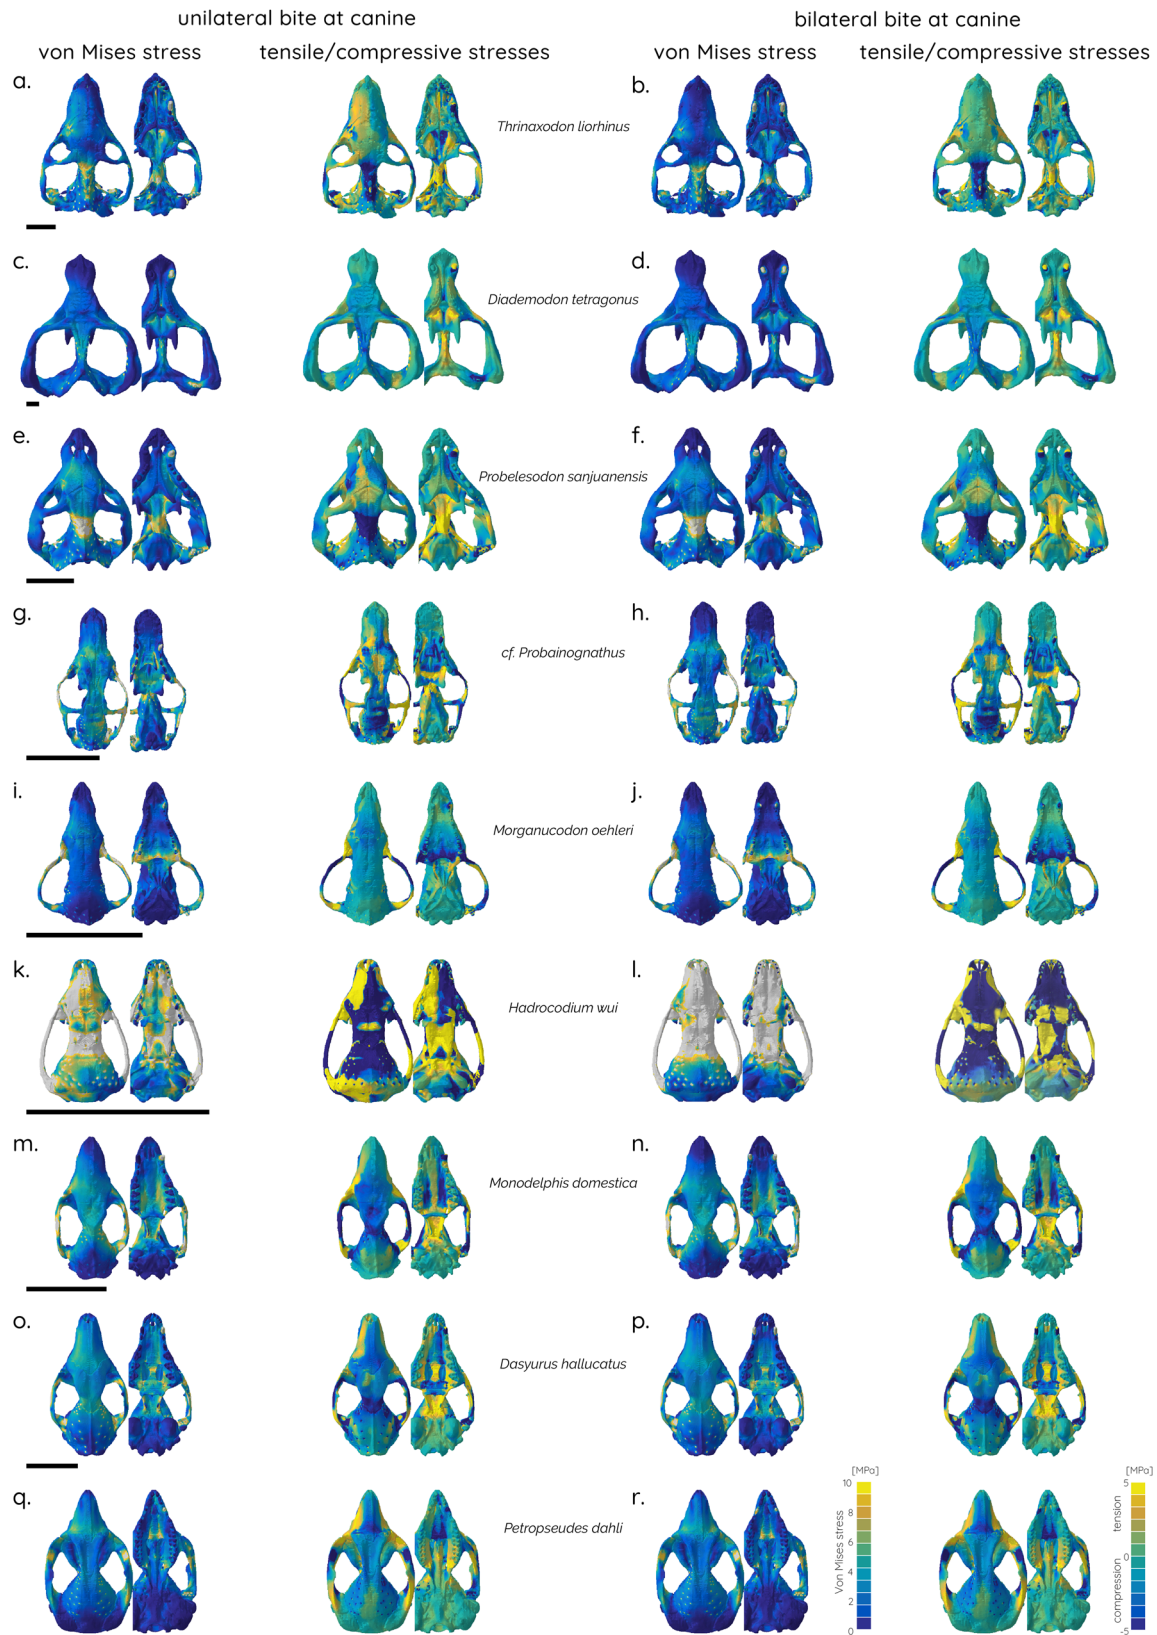 unilateral bite at canine
bilateral bite at canine
von Mises stress
tensile/compressive stresses
von Mises stress
tensile/compressive stresses
a.
b.
Thrinaxodon liorhinus
c.
d.
Diademodon tetragonus
e.
f.
Probelesodon sanjuanensis
g.
h.
cf. Probainognathus
i.
j.
Morganucodon oehleri
k.
l.
Hadrocodium wui
m.
n.
Monodelphis domestica
o.
p.
Dasyurus hallucatus
q.
r.
Petropseudes dahli
[MPa]
10
8
6
4
2
0
Von Mises stress
[MPa]
5
0
-5
tension
compression